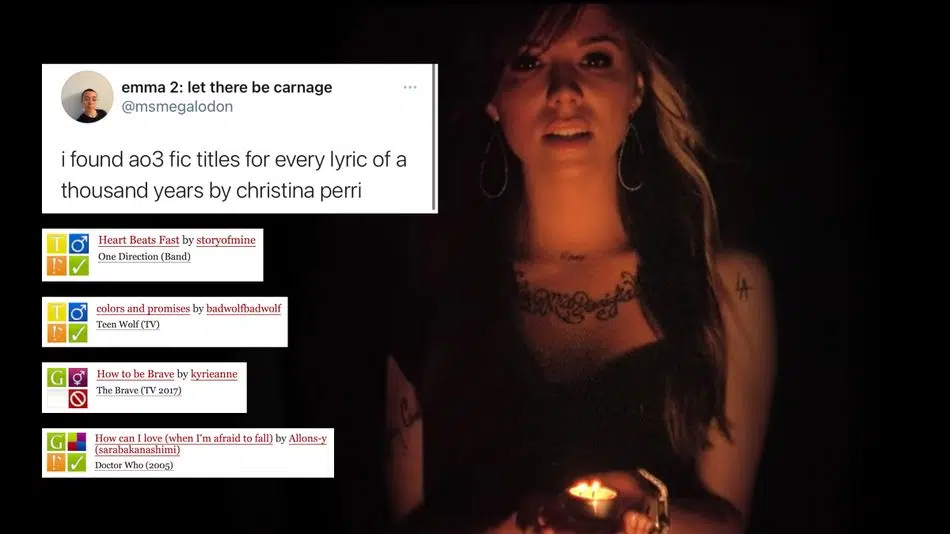 emma 2: let there be carnage
@msmegalodon
i found ao3 fic titles for every lyric of a
thousand years by christina perri
Heart Beats Fast by storyofmine
One Direction (Band)
colors and promises by badwolfbadwolf
Teen Wolf (TV)
How to be Brave by kyrieanne
The Brave (TV 2017)
How can I love (when I'm afraid to fall) by Allons-y
(sarabakanashimi)
Doctor Who (2005)
LA